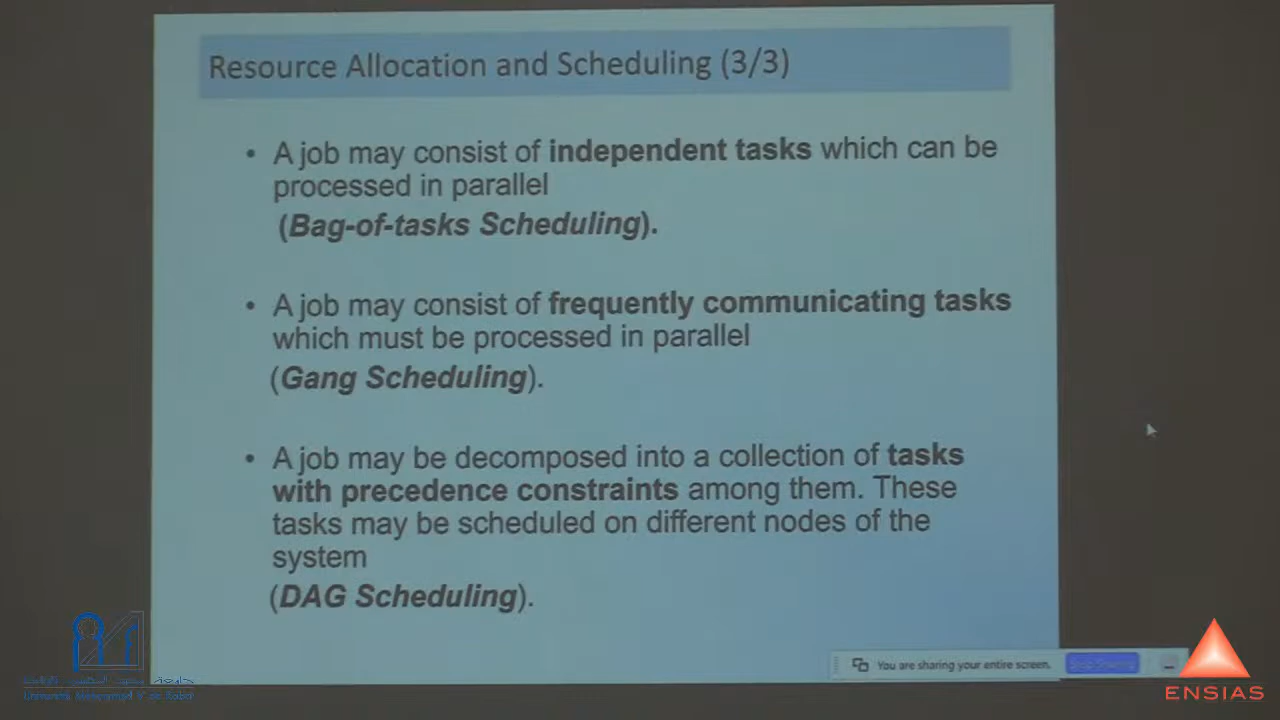 Resource Allocation and Scheduling (3/3)
• A job may consist of independent tasks which can be
processed in parallel
(Bag-of-tasks Scheduling).
• A job may consist of frequently communicating tasks
which must be processed in parallel
(Gang Scheduling).
• A job may be decomposed into a collection of tasks
with precedence constraints among them. These
tasks may be scheduled on different nodes of the
system
(DAG Scheduling).
You are sharing your entire screen.
Stop Sharing
ENSIAS